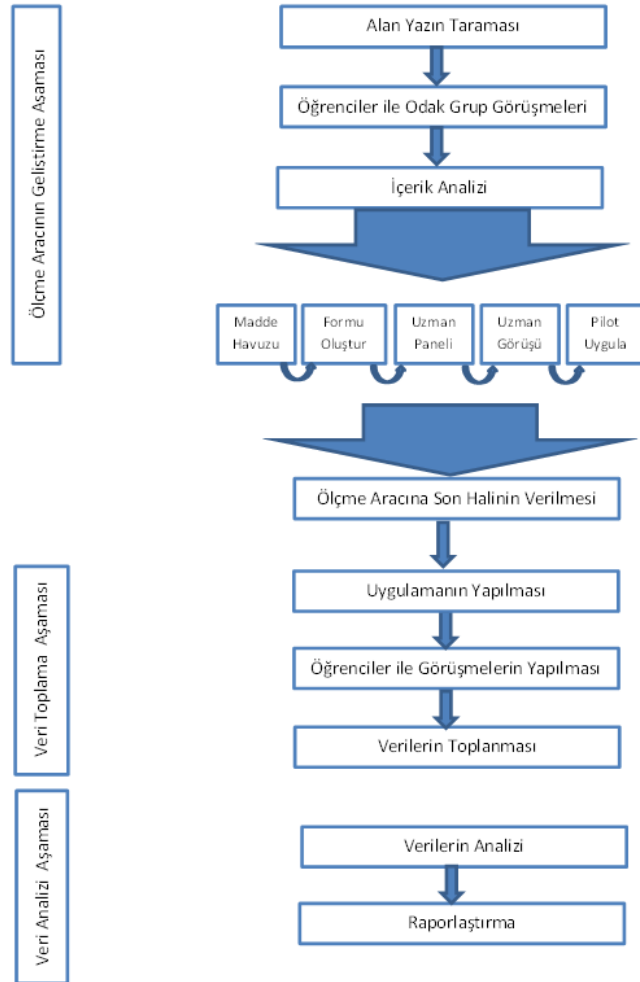 Ölçme Aracının Geliştirme Aşaması
Alan Yazın Taraması
Öğrenciler ile Odak Grup Görüşmeleri
İçerik Analizi
Madde
Havuzu
Formu
Oluştur
Uzman
Paneli
Uzman
Görüşü
Pilot
Uygula
Ölçme Aracına Son Halinin Verilmesi
Veri Toplama Aşaması
Uygulamanın Yapılması
Öğrenciler ile Görüşmelerin Yapılması
Verilerin Toplanması
Veri Analizi Aşaması
Verilerin Analizi
Raporlaştırma